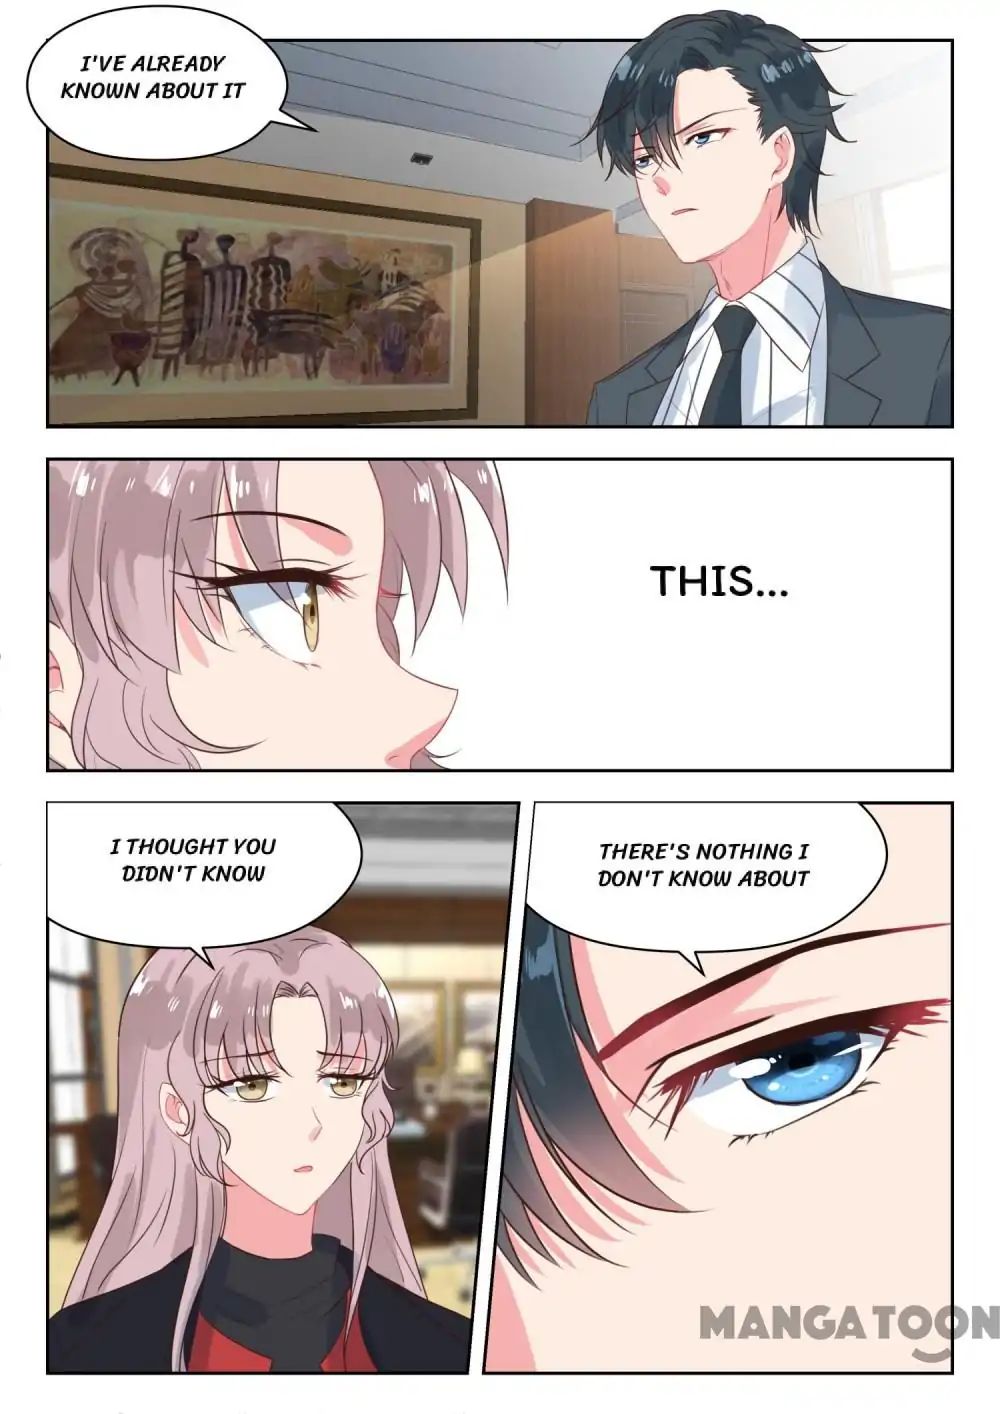 I'VE ALREADY
KNOWN ABOUT IT
THIS...
I THOUGHT YOU
DIDN'T KNOW
THERE'S NOTHING I
DON'T KNOW ABOUT
MANGATOON